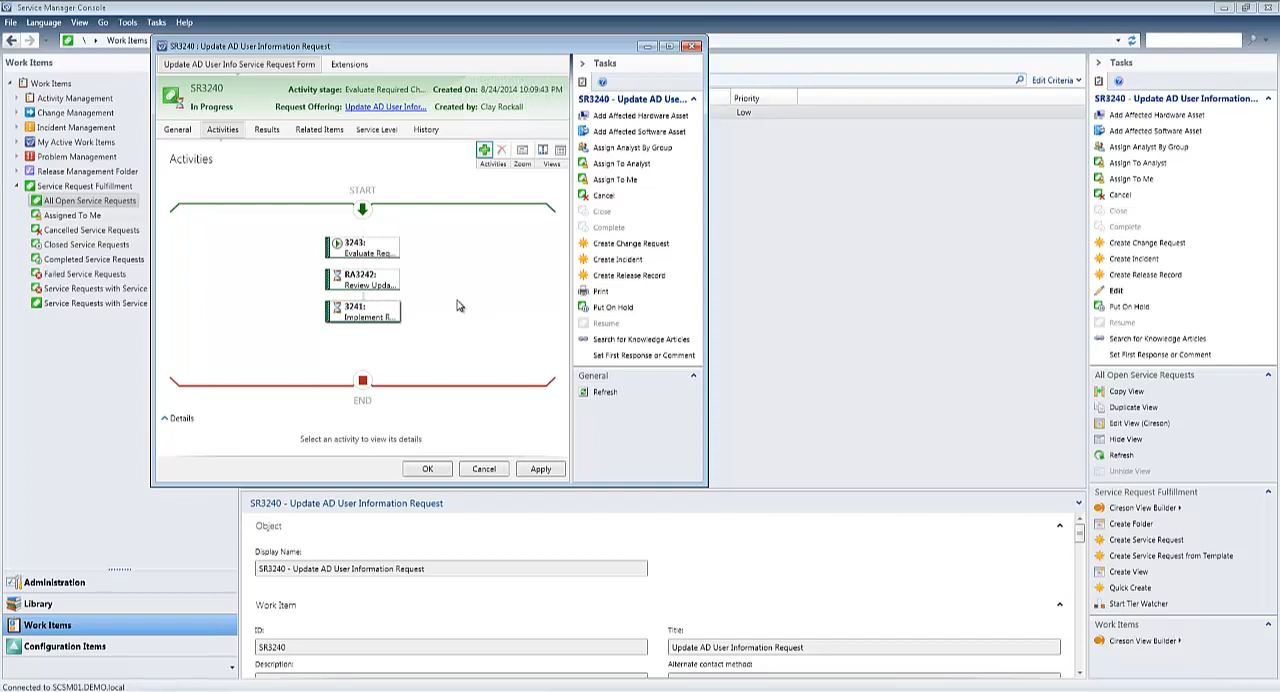 Service Manager Console
File Language View Go Tools Tasks Help
\ Work Items
Work Items
Work Items
Activity Management
Change Management
Incident Management
My Active Work Items
Problem Management
Release Management Folder
Service Request Fulfillment
All Open Service Requests
Assigned To Me
Cancelled Service Requests
Closed Service Requests
Completed Service Requests
Failed Service Requests
Service Requests with Service
Service Requests with Service
Administration
Library
Work Items
Configuration Items
Connected to SCSM01.DEMO.local
SR3240 : Update AD User Information Request
Update AD User Info Service Request Form Extensions
SR3240
In Progress
Activity stage: Evaluate Required Ch... Created On: 8/24/2014 10:09:43 PM
Request Offering: Update AD User Infor... Created by: Clay Rockall
General Activities Results Related Items Service Level History
Activities
Activities Zoom Views
START
3243:
Evaluate Req...
RA3242:
Review Upda...
3241:
Implement R...
END
Details
Select an activity to view its details
OK Cancel Apply
Tasks
SR3240 - Update AD Use...
Add Affected Hardware Asset
Add Affected Software Asset
Assign Analyst By Group
Assign To Analyst
Assign To Me
Cancel
Close
Complete
Create Change Request
Create Incident
Create Release Record
Print
Put On Hold
Resume
Search for Knowledge Articles
Set First Response or Comment
General
Refresh
Edit Criteria
Priority
Low
SR3240 - Update AD User Information Request
Object
Display Name:
SR3240 - Update AD User Information Request
Work Item
ID: Title:
SR3240 Update AD User Information Request
Description: Alternate contact method:
Tasks
SR3240 - Update AD User Information...
Add Affected Hardware Asset
Add Affected Software Asset
Assign Analyst By Group
Assign To Analyst
Assign To Me
Cancel
Close
Complete
Create Change Request
Create Incident
Create Release Record
Edit
Put On Hold
Resume
Search for Knowledge Articles
Set First Response or Comment
All Open Service Requests
Copy View
Duplicate View
Edit View (Cireson)
Hide View
Refresh
Unhide View
Service Request Fulfillment
Cireson View Builder
Create Folder
Create Service Request
Create Service Request from Template
Create View
Quick Create
Start Tier Watcher
Work Items
Cireson View Builder